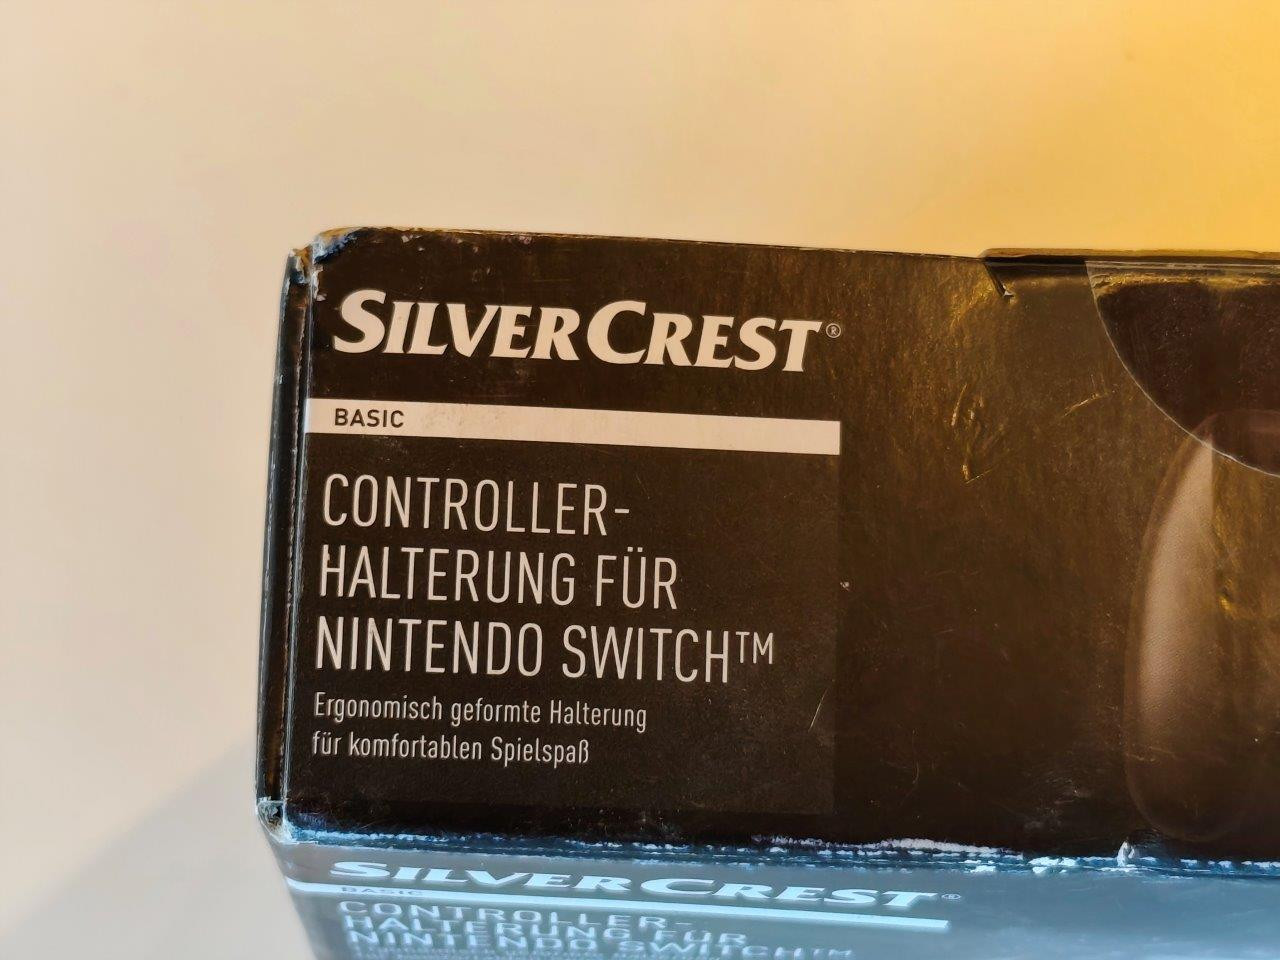 SILVERCREST®
BASIC
CONTROLLER-
HALTERUNG FÜR
NINTENDO SWITCH™
Ergonomisch geformte Halterung
für komfortablen Spielspaß
SILVERCREST®
BASIC
CONTROLLER-
HALTERUNG FÜR
NINTENDO SWITCH™